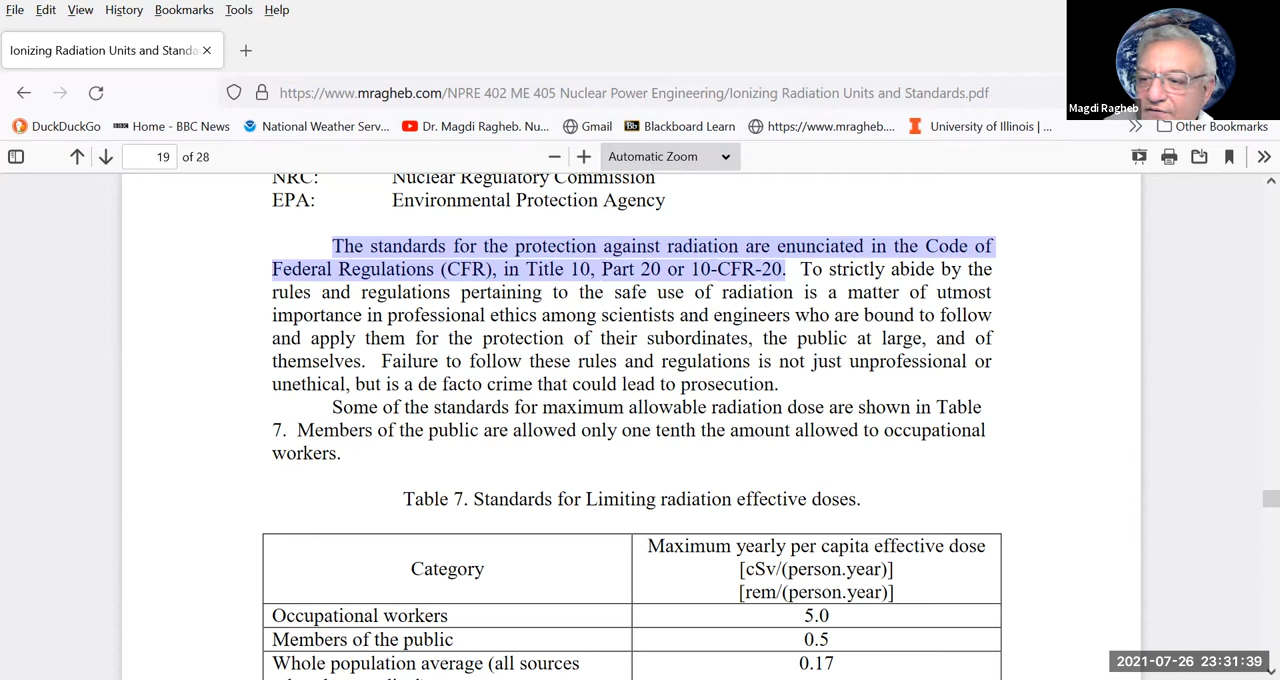 File Edit View History Bookmarks Tools Help
Ionizing Radiation Units and Standa
https://www.mragheb.com/NPRE 402 ME 405 Nuclear Power Engineering/Ionizing Radiation Units and Standards.pdf
Magdi Ragheb
DuckDuckGo BBC Home - BBC News National Weather Serv... Dr. Magdi Ragheb. Nu... Gmail Bb Blackboard Learn https://www.mragheb.... I University of Illinois | ... Other Bookmarks
19 of 28 Automatic Zoom
NRC: Nuclear Regulatory Commission
EPA: Environmental Protection Agency
The standards for the protection against radiation are enunciated in the Code of
Federal Regulations (CFR), in Title 10, Part 20 or 10-CFR-20. To strictly abide by the
rules and regulations pertaining to the safe use of radiation is a matter of utmost
importance in professional ethics among scientists and engineers who are bound to follow
and apply them for the protection of their subordinates, the public at large, and of
themselves. Failure to follow these rules and regulations is not just unprofessional or
unethical, but is a de facto crime that could lead to prosecution.
Some of the standards for maximum allowable radiation dose are shown in Table
7. Members of the public are allowed only one tenth the amount allowed to occupational
workers.
Table 7. Standards for Limiting radiation effective doses.
Category
Maximum yearly per capita effective dose
[cSv/(person.year)]
[rem/(person.year)]
Occupational workers 5.0
Members of the public 0.5
Whole population average (all sources 0.17
2021-07-26 23:31:39